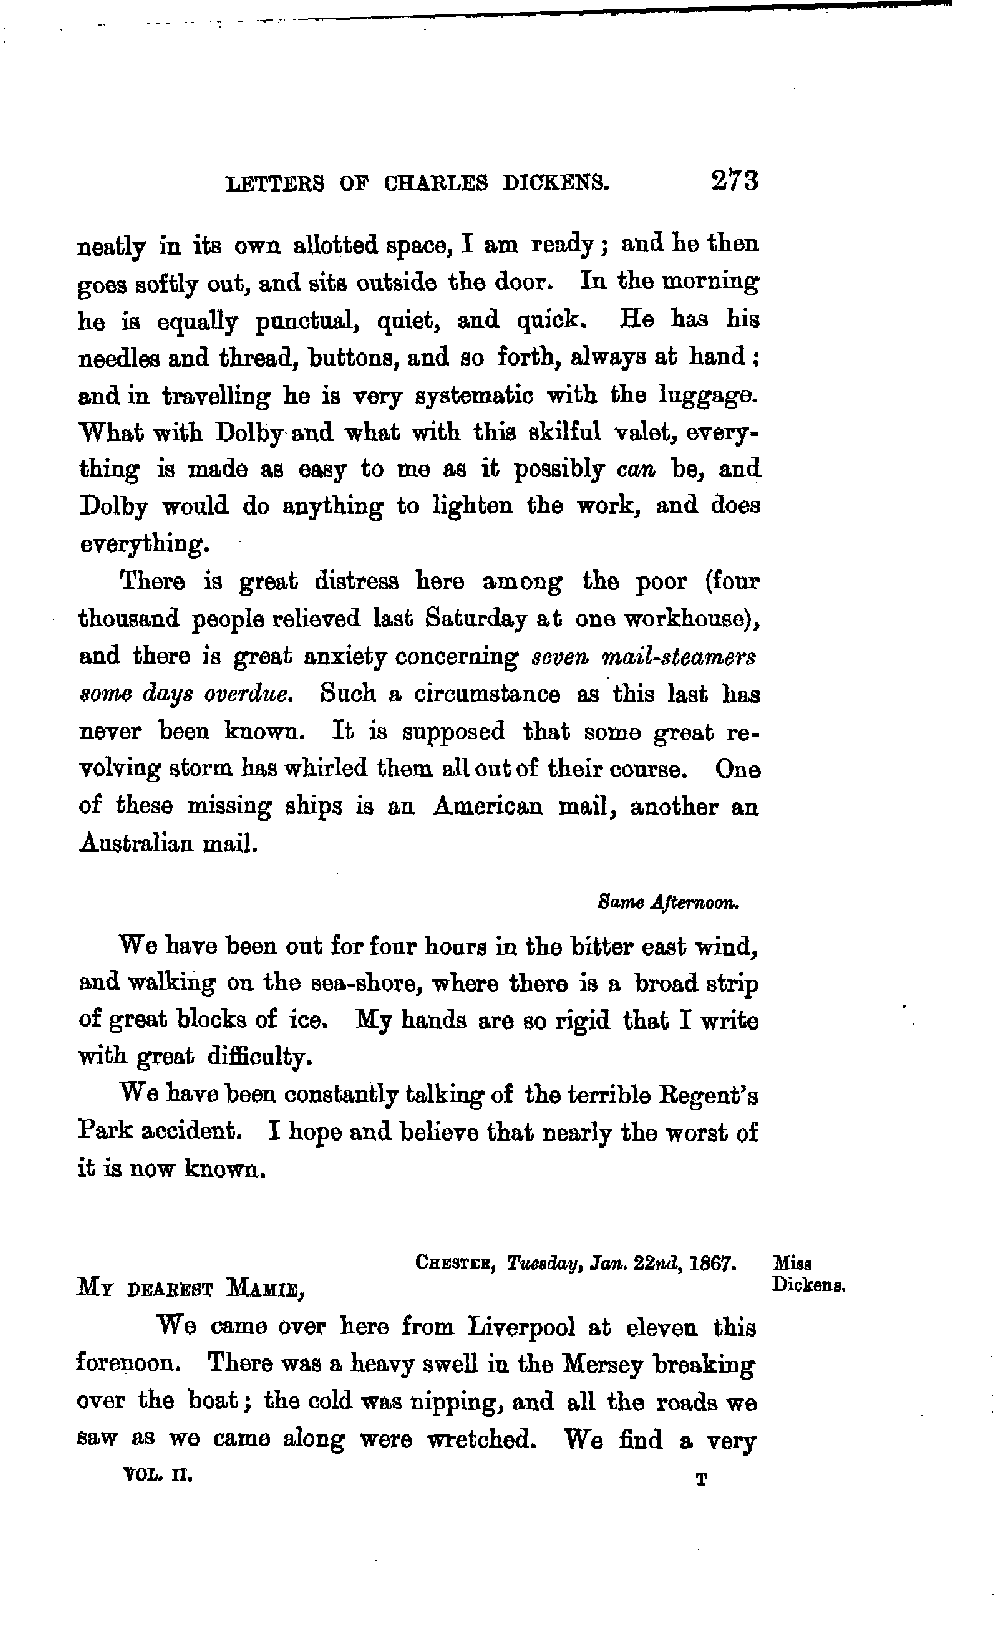 LETTERS OF CHARLES DICKENS. 273
neatly in its own allotted space, I am ready; and he then
goes softly out, and sits outside the door. In the morning
he is equally punctual, quiet, and quick. He has his
needles and thread, buttons, and so forth, always at hand;
and in travelling he is very systematic with the luggage.
What with Dolby and what with this skilful valet, every-
thing is made as easy to me as it possibly can be, and
Dolby would do anything to lighten the work, and does
everything.
There is great distress here among the poor (four
thousand people relieved last Saturday at one workhouse),
and there is great anxiety concerning seven mail-steamers
some days overdue. Such a circumstance as this last has
never been known. It is supposed that some great re-
volving storm has whirled them all out of their course. One
of these missing ships is an American mail, another an
Australian mail.
Same Afternoon.
We have been out for four hours in the bitter east wind,
and walking on the sea-shore, where there is a broad strip
of great blocks of ice. My hands are so rigid that I write
with great difficulty.
We have been constantly talking of the terrible Regent's
Park accident. I hope and believe that nearly the worst of
it is now known.
CHESTER, Tuesday, Jan. 22nd, 1867. Miss
Dickens.
MY DEAREST MAMIE,
We came over here from Liverpool at eleven this
forenoon. There was a heavy swell in the Mersey breaking
over the boat; the cold was nipping, and all the roads we
saw as we came along were wretched. We find a very
VOL. II. T